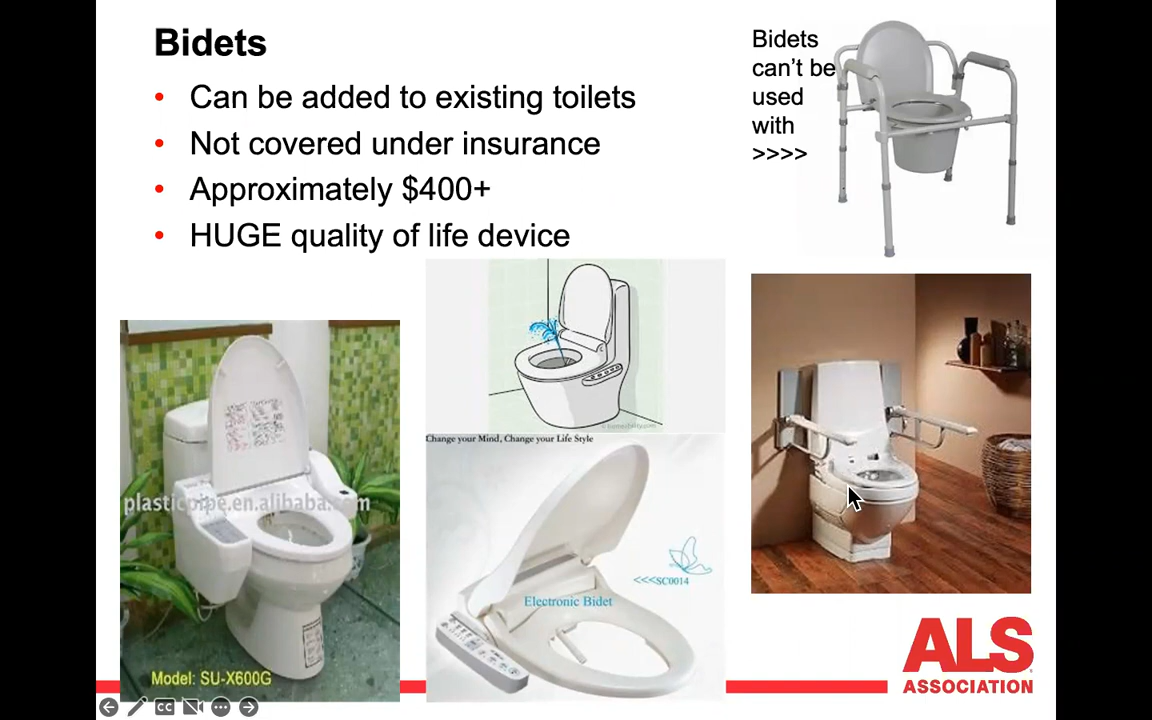 Bidets
• Can be added to existing toilets
• Not covered under insurance
• Approximately $400+
• HUGE quality of life device
Bidets
can't be
used
with
>>>>
Change your Mind, Change your Life Style
plasticpipe.en.alibaba.com
<<<SC0014
Electronic Bidet
Model: SU-X600G
ALS
ASSOCIATION
CC